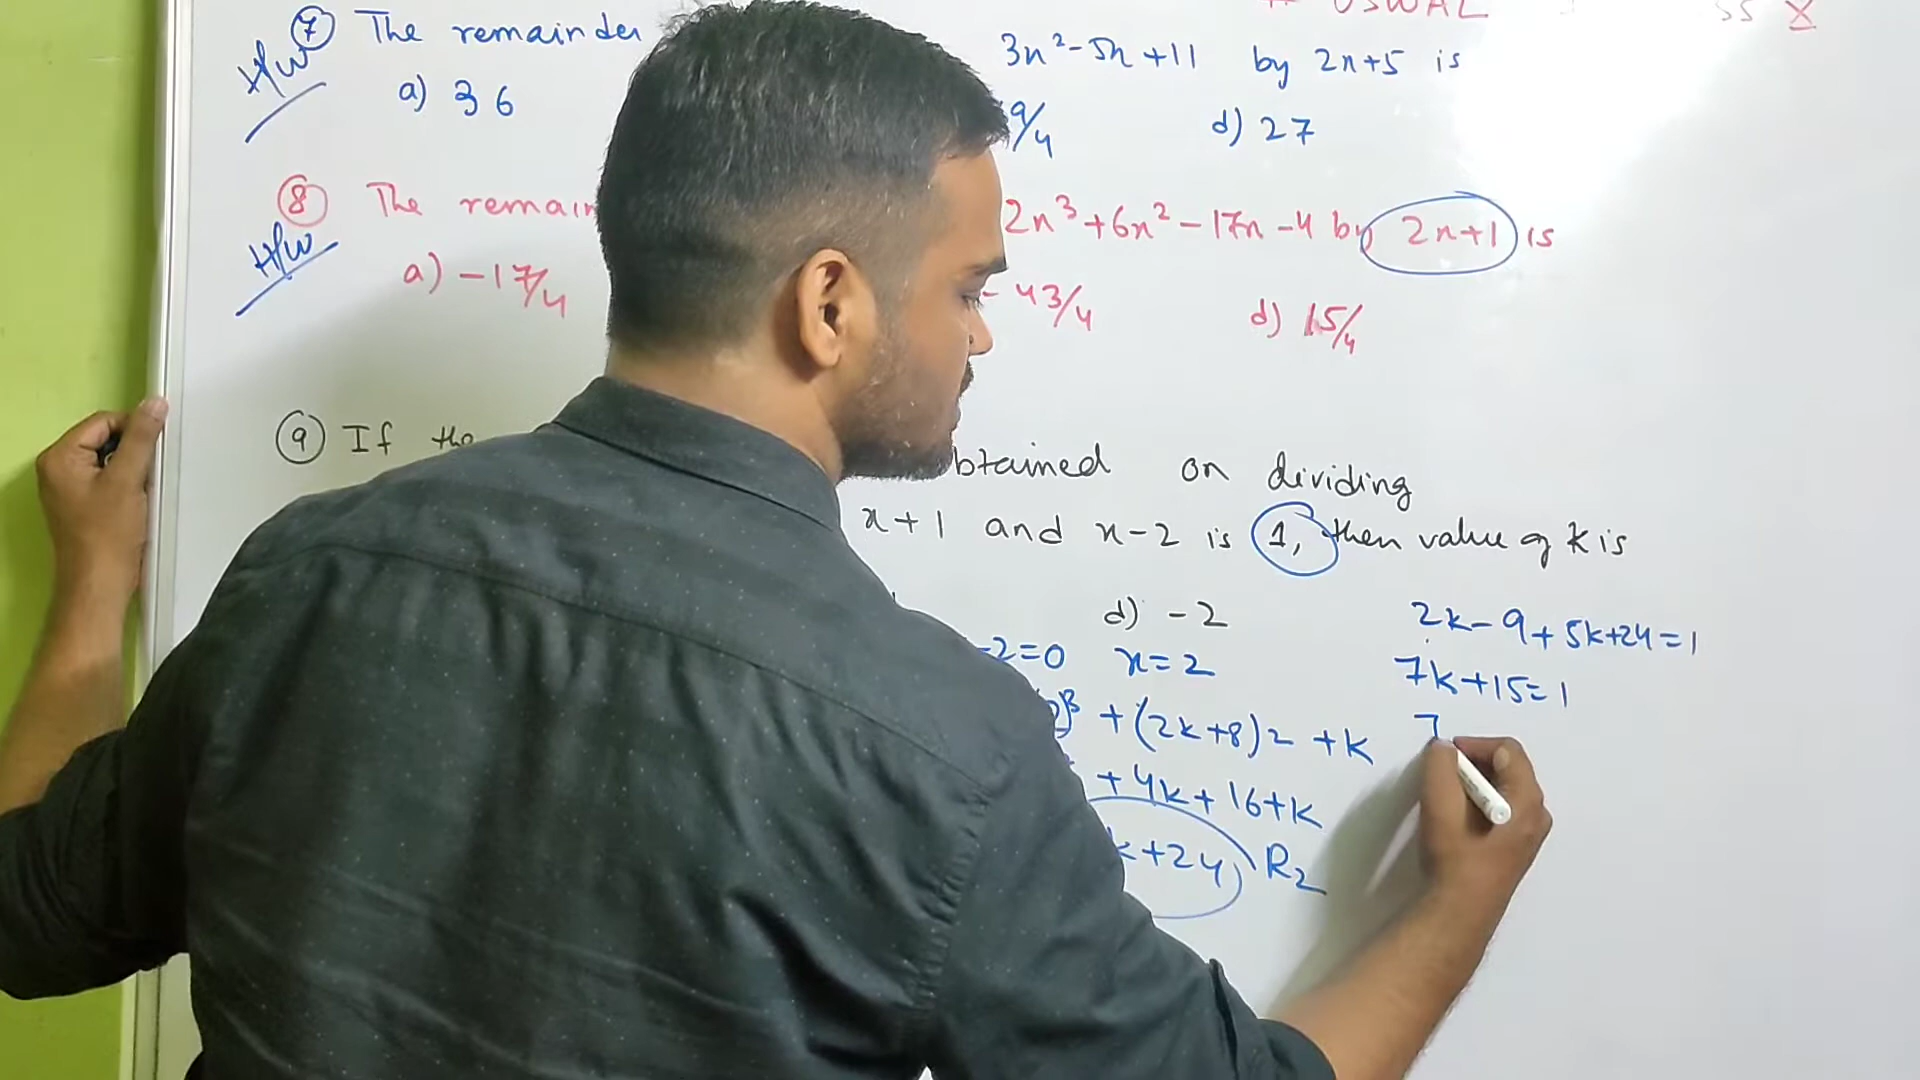 OSWAL SS X
H/W ⑦ The remainder 3x²-5x+11 by 2x+5 is
a) 36 9/4 d) 27
H/W ⑧ The 2x³+6x²-17x-4 by 2x+1 is
a) -17/4 - 43/4 d) 15/4
⑨ If the on dividing
x+1 and x-2 is 1, then value of k is
d) -2
-2=0 x=2
+(2k+8)2 +k
+4k+16+k
k+24 R2
2k-9+5k+24=1
7k+15=1
7